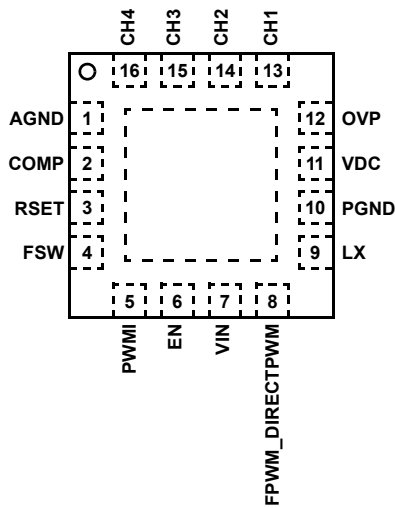 CH4 CH3 CH2 CH1
16 15 14 13
AGND 1 12 OVP
COMP 2 11 VDC
RSET 3 10 PGND
FSW 4 9 LX
5 6 7 8
PWMI EN VIN FPWM_DIRECTPWM